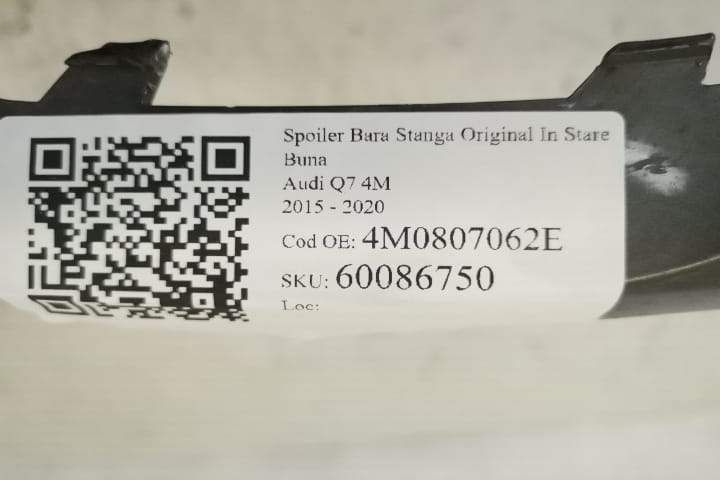 Spoiler Bara Stanga Original In Stare
Buna
Audi Q7 4M
2015 - 2020
Cod OE: 4M0807062E
SKU: 60086750
Loc: